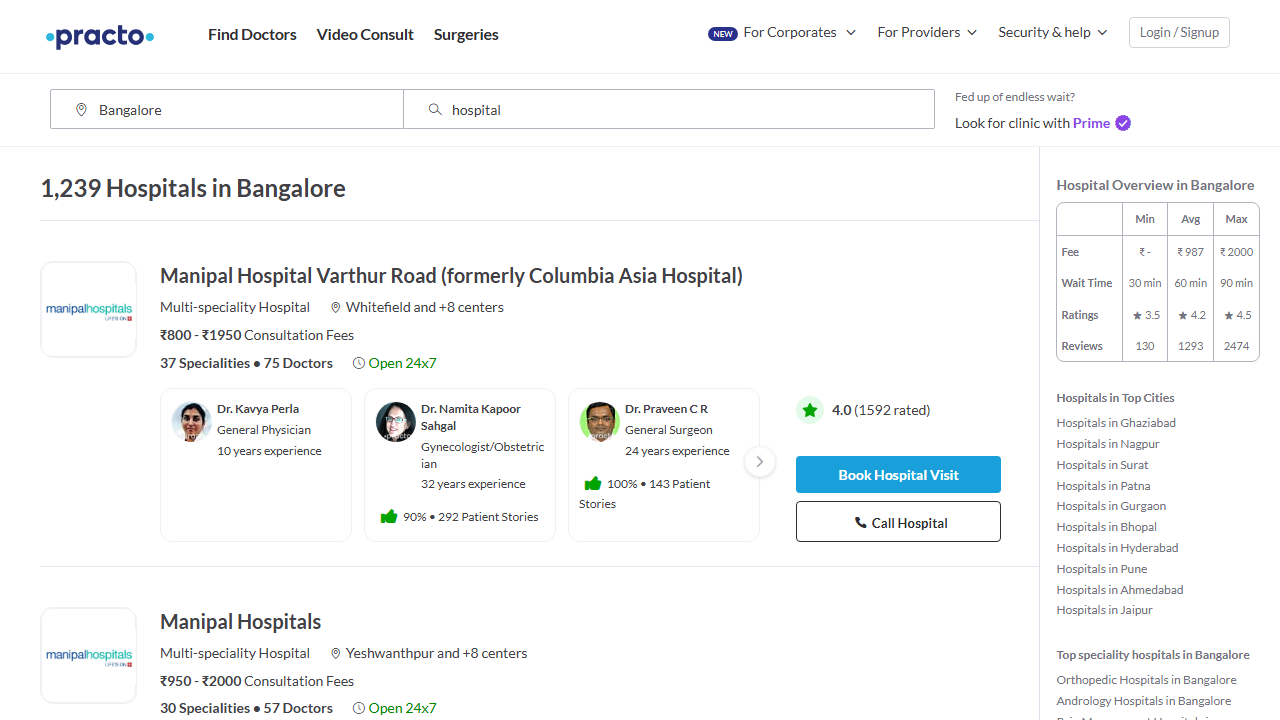 practo
Find Doctors
Video Consult
Surgeries
NEW For Corporates
For Providers
Security & help
Login / Signup
Bangalore
hospital
Fed up of endless wait?
Look for clinic with Prime
1,239 Hospitals in Bangalore
manipalhospitals
LIFE'S ON
Manipal Hospital Varthur Road (formerly Columbia Asia Hospital)
Multi-speciality Hospital
Whitefield and +8 centers
₹800 - ₹1950 Consultation Fees
37 Specialities ● 75 Doctors
Open 24x7
Dr. Kavya Perla
General Physician
10 years experience
Dr. Namita Kapoor
Sahgal
Gynecologist/Obstetric
ian
32 years experience
90% • 292 Patient Stories
Dr. Praveen C R
General Surgeon
24 years experience
100% • 143 Patient
Stories
4.0 (1592 rated)
Book Hospital Visit
Call Hospital
manipalhospitals
LIFE'S ON
Manipal Hospitals
Multi-speciality Hospital
Yeshwanthpur and +8 centers
₹950 - ₹2000 Consultation Fees
30 Specialities ● 57 Doctors
Open 24x7
Hospital Overview in Bangalore
Min Avg Max
Fee ₹ - ₹ 987 ₹ 2000
Wait Time 30 min 60 min 90 min
Ratings ★ 3.5 ★ 4.2 ★ 4.5
Reviews 130 1293 2474
Hospitals in Top Cities
Hospitals in Ghaziabad
Hospitals in Nagpur
Hospitals in Surat
Hospitals in Patna
Hospitals in Gurgaon
Hospitals in Bhopal
Hospitals in Hyderabad
Hospitals in Pune
Hospitals in Ahmedabad
Hospitals in Jaipur
Top speciality hospitals in Bangalore
Orthopedic Hospitals in Bangalore
Andrology Hospitals in Bangalore